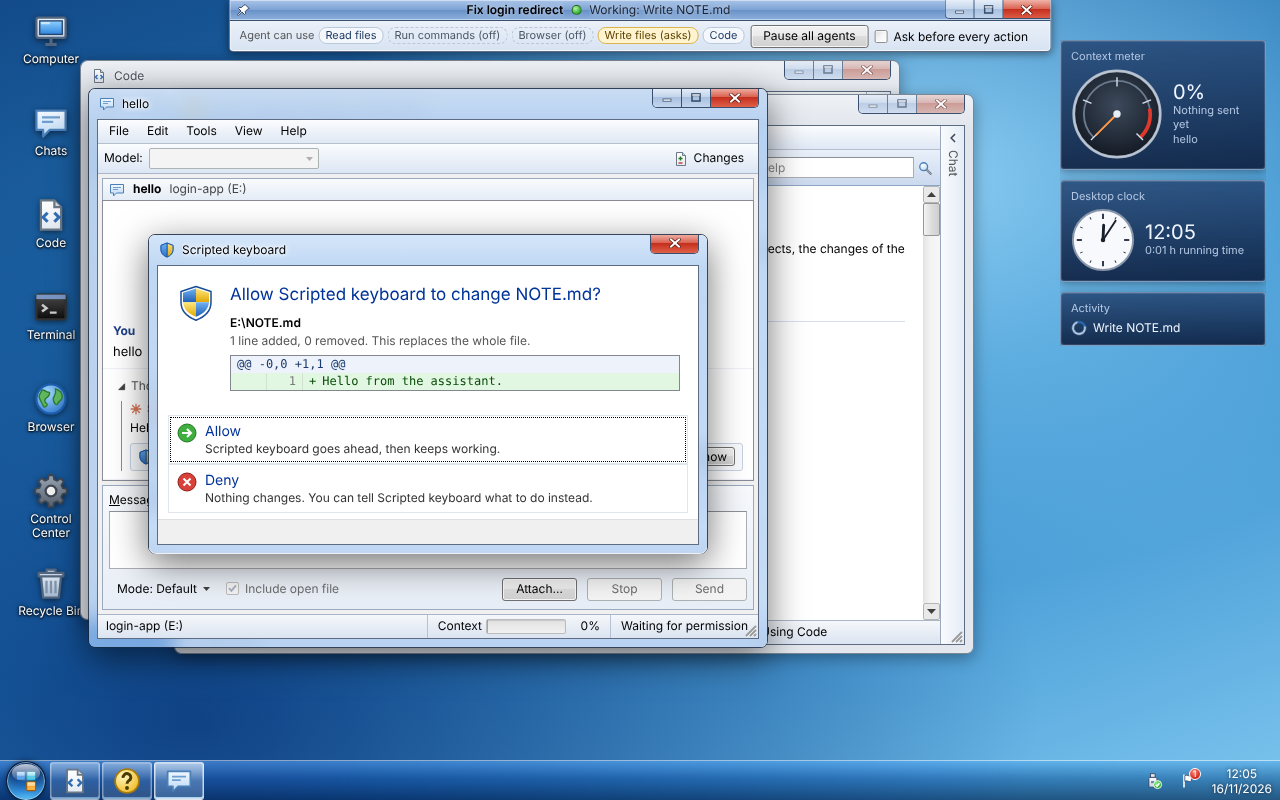 Computer
Chats
Code
Terminal
Browser
Control
Center
Recycle Bin
Fix login redirect
Working: Write NOTE.md
Agent can use
Read files
Run commands (off)
Browser (off)
Write files (asks)
Code
Pause all agents
Ask before every action
Code
hello
File
Edit
Tools
View
Help
Model:
Changes
hello
login-app (E:)
You
hello
Scripted keyboard
Allow Scripted keyboard to change NOTE.md?
E:\NOTE.md
1 line added, 0 removed. This replaces the whole file.
@@ -0,0 +1,1 @@
1 + Hello from the assistant.
Allow
Scripted keyboard goes ahead, then keeps working.
Deny
Nothing changes. You can tell Scripted keyboard what to do instead.
Mode: Default
Include open file
Attach...
Stop
Send
login-app (E:)
Context
0%
Waiting for permission
Chat
the changes of the
Using Code
Context meter
0%
Nothing sent
yet
hello
Desktop clock
12:05
0:01 h running time
Activity
Write NOTE.md
1
12:05
16/11/2026